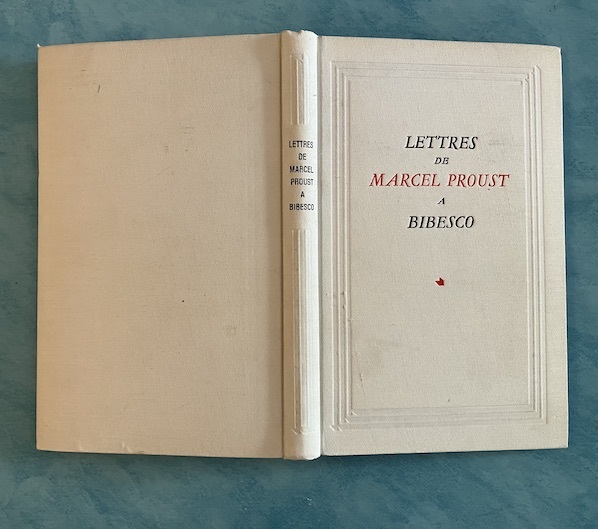 LETTRES
DE
MARCEL
PROUST
A
BIBESCO
LETTRES
DE
MARCEL PROUST
A
BIBESCO